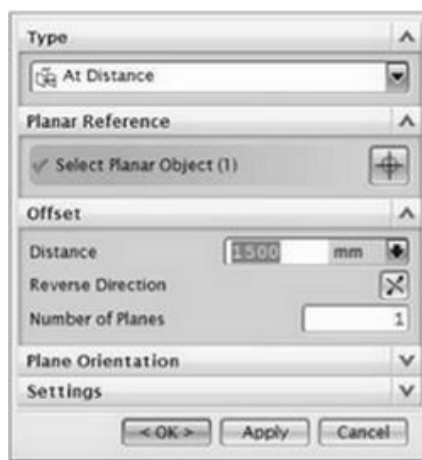 Type
At Distance
Planar Reference
Select Planar Object (1)
Offset
Distance 1500 mm
Reverse Direction
Number of Planes 1
Plane Orientation
Settings
< OK > Apply Cancel